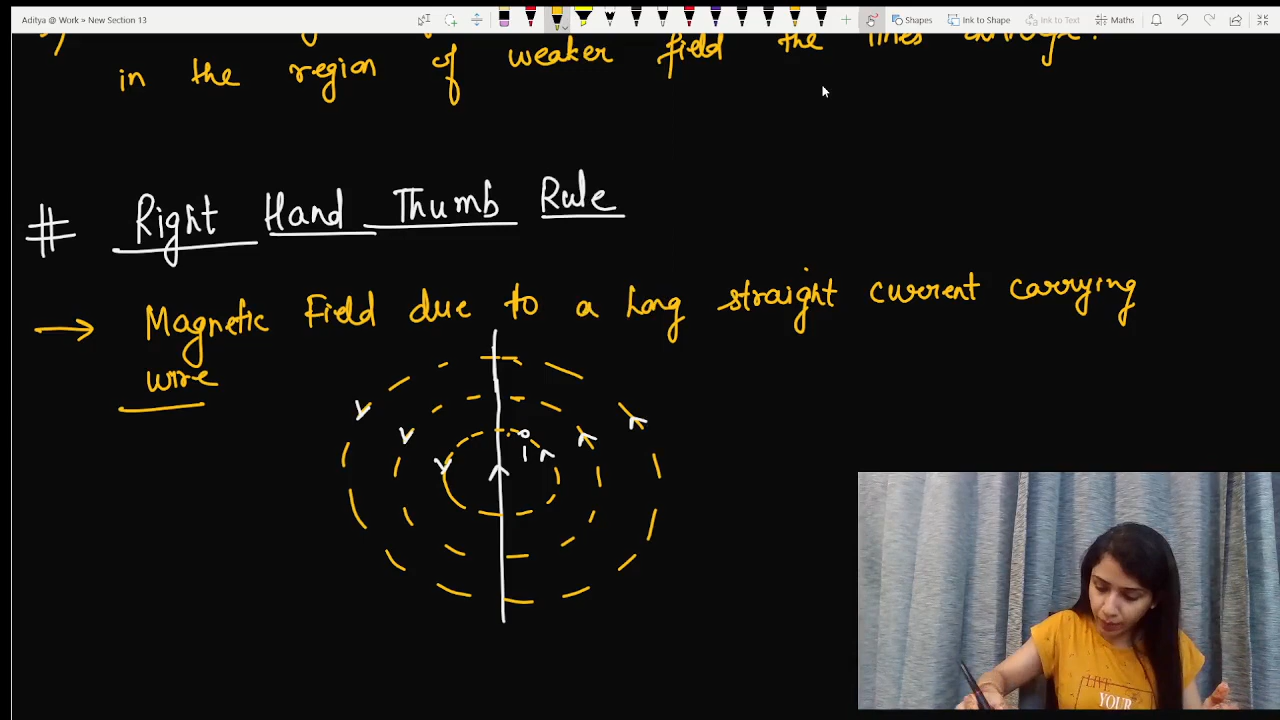 Aditya @ Work » New Section 13
Shapes
Ink to Shape
Ink to Text
Maths
in the region of weaker field the lines
# Right Hand Thumb Rule
→ Magnetic Field due to a long straight current carrying
wire
i
LIVE
YOUR